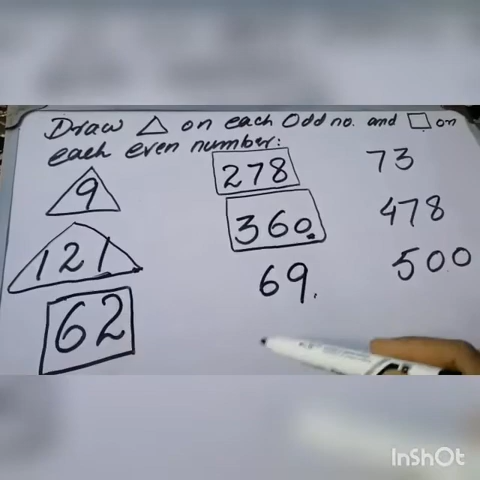 Draw △ on each Odd no. and □ on
each even number:
9 278 73
121 360 478
62 69. 500
InShOt